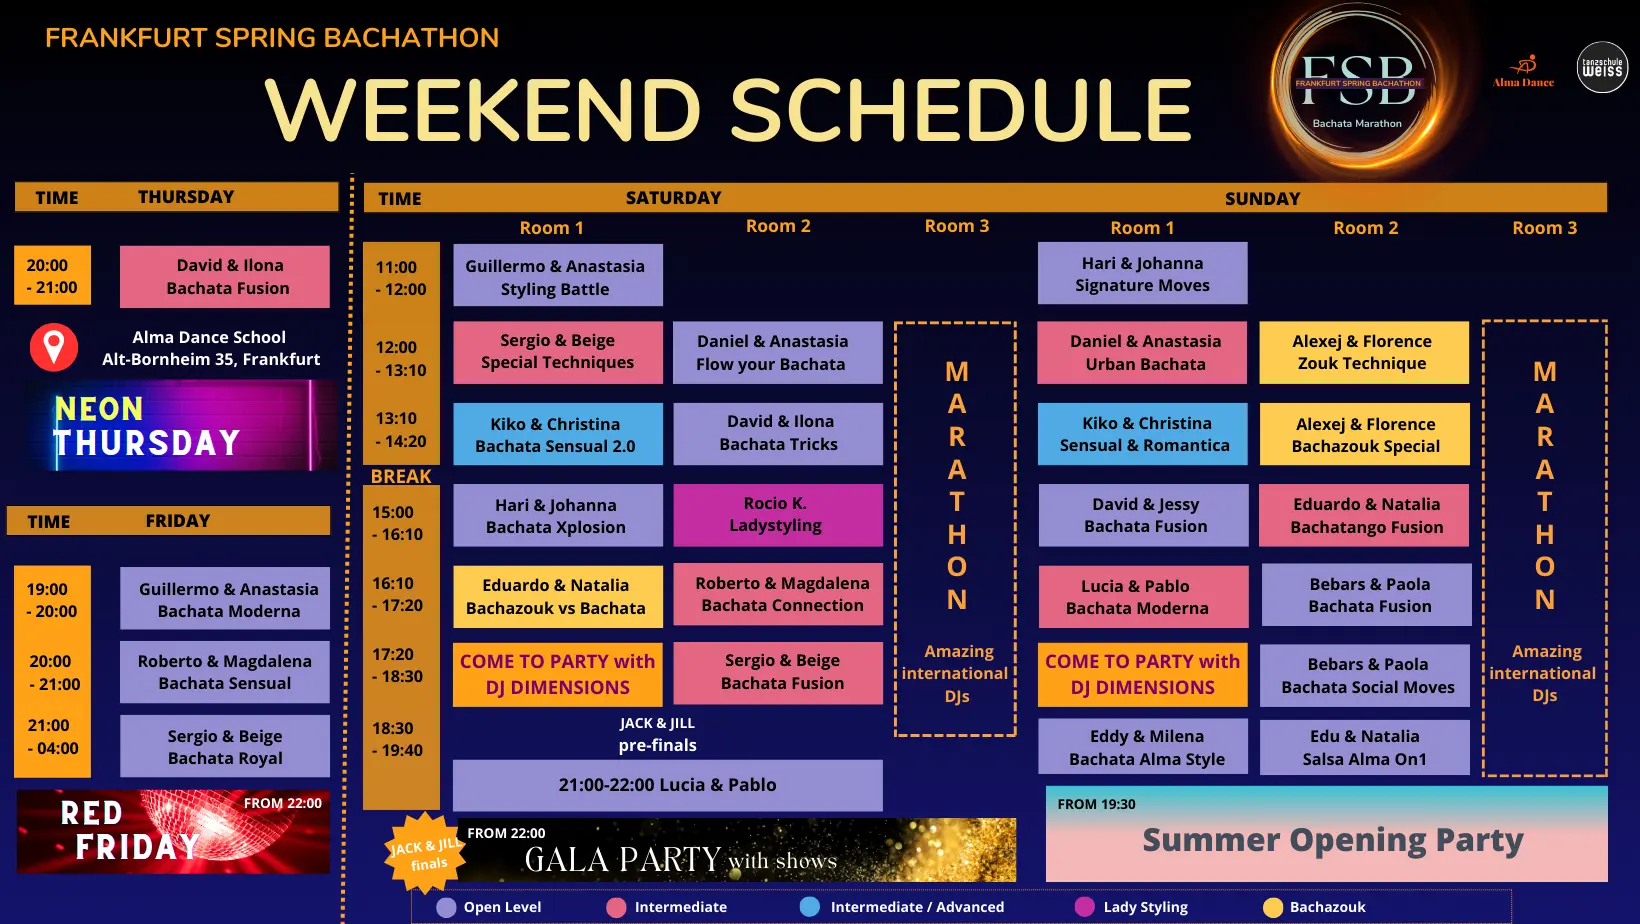 FRANKFURT SPRING BACHATHON
WEEKEND SCHEDULE
FSB
FRANKFURT SPRING BACHATHON
Bachata Marathon
Alma Dance
tanzschule
weiss
TIME THURSDAY
20:00
- 21:00
David & Ilona
Bachata Fusion
Alma Dance School
Alt-Bornheim 35, Frankfurt
NEON
THURSDAY
TIME FRIDAY
19:00
- 20:00
Guillermo & Anastasia
Bachata Moderna
20:00
- 21:00
Roberto & Magdalena
Bachata Sensual
21:00
- 04:00
Sergio & Beige
Bachata Royal
FROM 22:00
RED
FRIDAY
TIME SATURDAY SUNDAY
Room 1 Room 2 Room 3 Room 1 Room 2 Room 3
11:00
- 12:00
Guillermo & Anastasia
Styling Battle
Hari & Johanna
Signature Moves
12:00
- 13:10
Sergio & Beige
Special Techniques
Daniel & Anastasia
Flow your Bachata
Daniel & Anastasia
Urban Bachata
Alexej & Florence
Zouk Technique
13:10
- 14:20
Kiko & Christina
Bachata Sensual 2.0
David & Ilona
Bachata Tricks
Kiko & Christina
Sensual & Romantica
Alexej & Florence
Bachazouk Special
BREAK
15:00
- 16:10
Hari & Johanna
Bachata Xplosion
Rocio K.
Ladystyling
David & Jessy
Bachata Fusion
Eduardo & Natalia
Bachatango Fusion
16:10
- 17:20
Eduardo & Natalia
Bachazouk vs Bachata
Roberto & Magdalena
Bachata Connection
Lucia & Pablo
Bachata Moderna
Bebars & Paola
Bachata Fusion
17:20
- 18:30
COME TO PARTY with
DJ DIMENSIONS
Sergio & Beige
Bachata Fusion
COME TO PARTY with
DJ DIMENSIONS
Bebars & Paola
Bachata Social Moves
18:30
- 19:40
JACK & JILL
pre-finals
Eddy & Milena
Bachata Alma Style
Edu & Natalia
Salsa Alma On1
21:00-22:00 Lucia & Pablo
MARATHON
Amazing
international
DJs
MARATHON
Amazing
international
DJs
JACK & JILL
finals
FROM 22:00
GALA PARTY with shows
FROM 19:30
Summer Opening Party
Open Level Intermediate Intermediate / Advanced Lady Styling Bachazouk